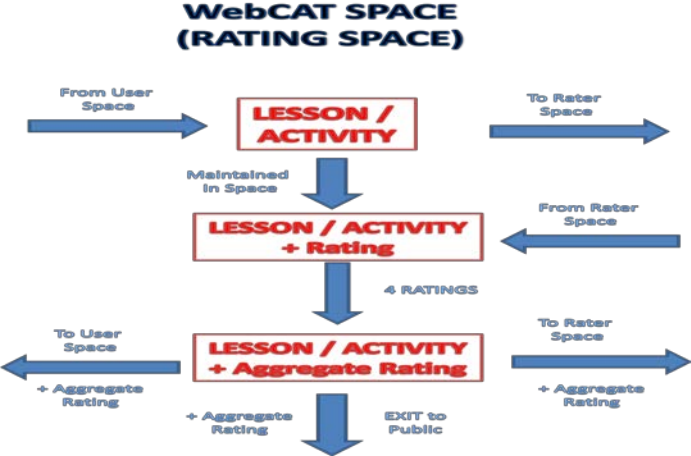 WebCAT SPACE
(RATING SPACE)
From User
Space
LESSON /
ACTIVITY
To Rater
Space
Maintained
In Space
From Rater
Space
LESSON / ACTIVITY
+ Rating
4 RATINGS
To User
Space
LESSON / ACTIVITY
+ Aggregate Rating
To Rater
Space
+ Aggregate
Rating
+ Aggregate
Rating
EXIT to
Public
+ Aggregate
Rating